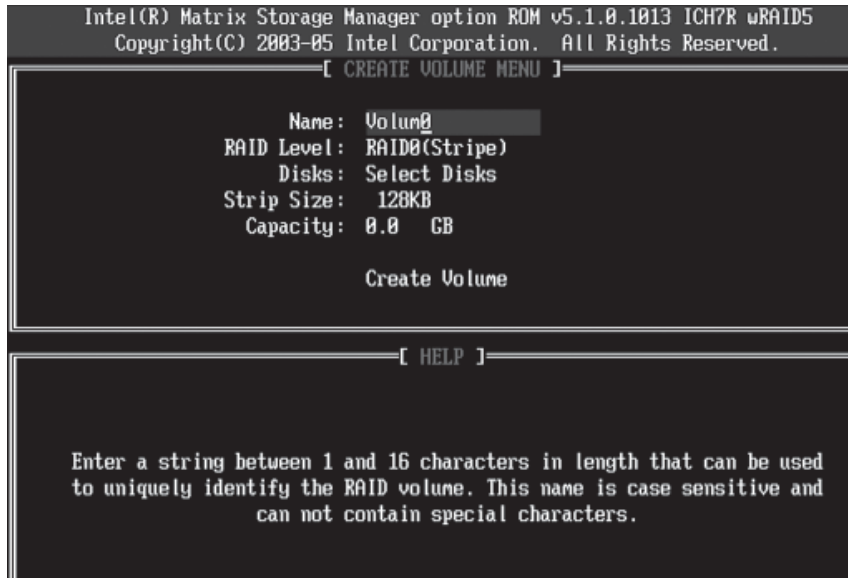 Intel(R) Matrix Storage Manager option ROM v5.1.0.1013 ICH7R wRAID5
Copyright(C) 2003-05 Intel Corporation. All Rights Reserved.
[ CREATE VOLUME MENU ]
Name: Volum0
RAID Level: RAID0(Stripe)
Disks: Select Disks
Strip Size: 128KB
Capacity: 0.0 GB
Create Volume
[ HELP ]
Enter a string between 1 and 16 characters in length that can be used
to uniquely identify the RAID volume. This name is case sensitive and
can not contain special characters.